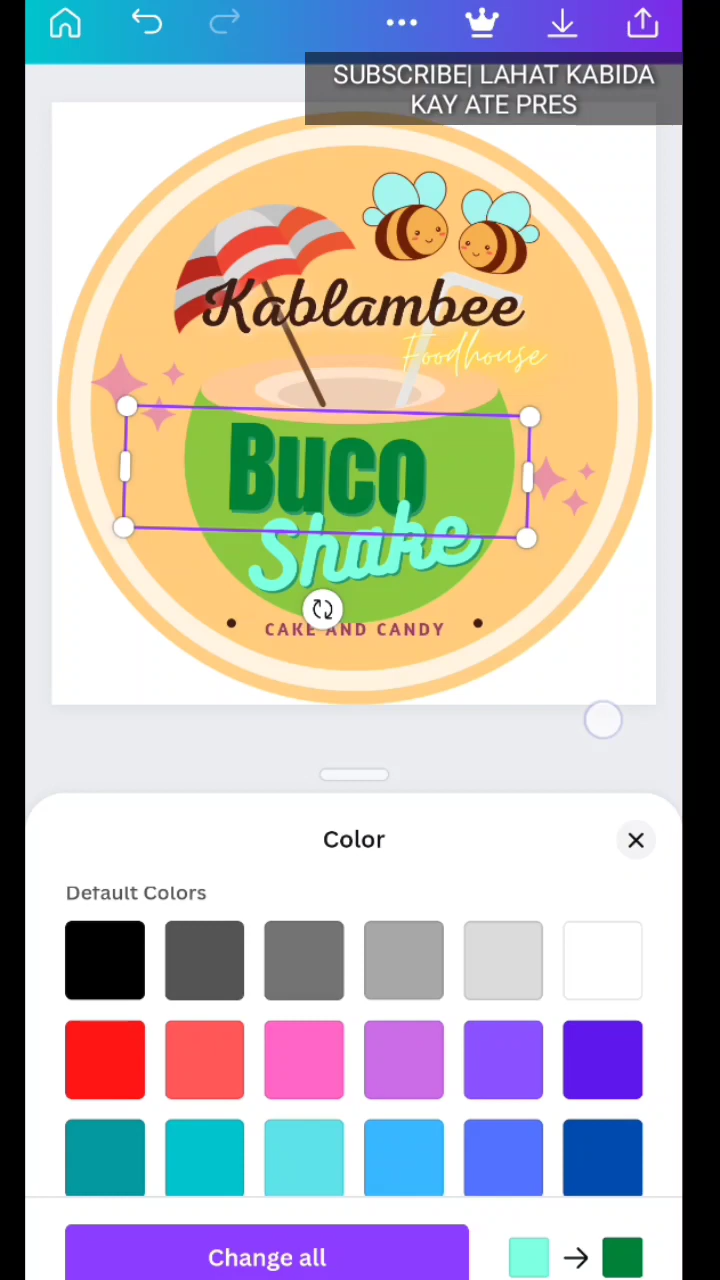 SUBSCRIBE| LAHAT KABIDA
KAY ATE PRES
Kablambee
Foodhouse
Buco
Shake
CAKE AND CANDY
Color
Default Colors
Change all